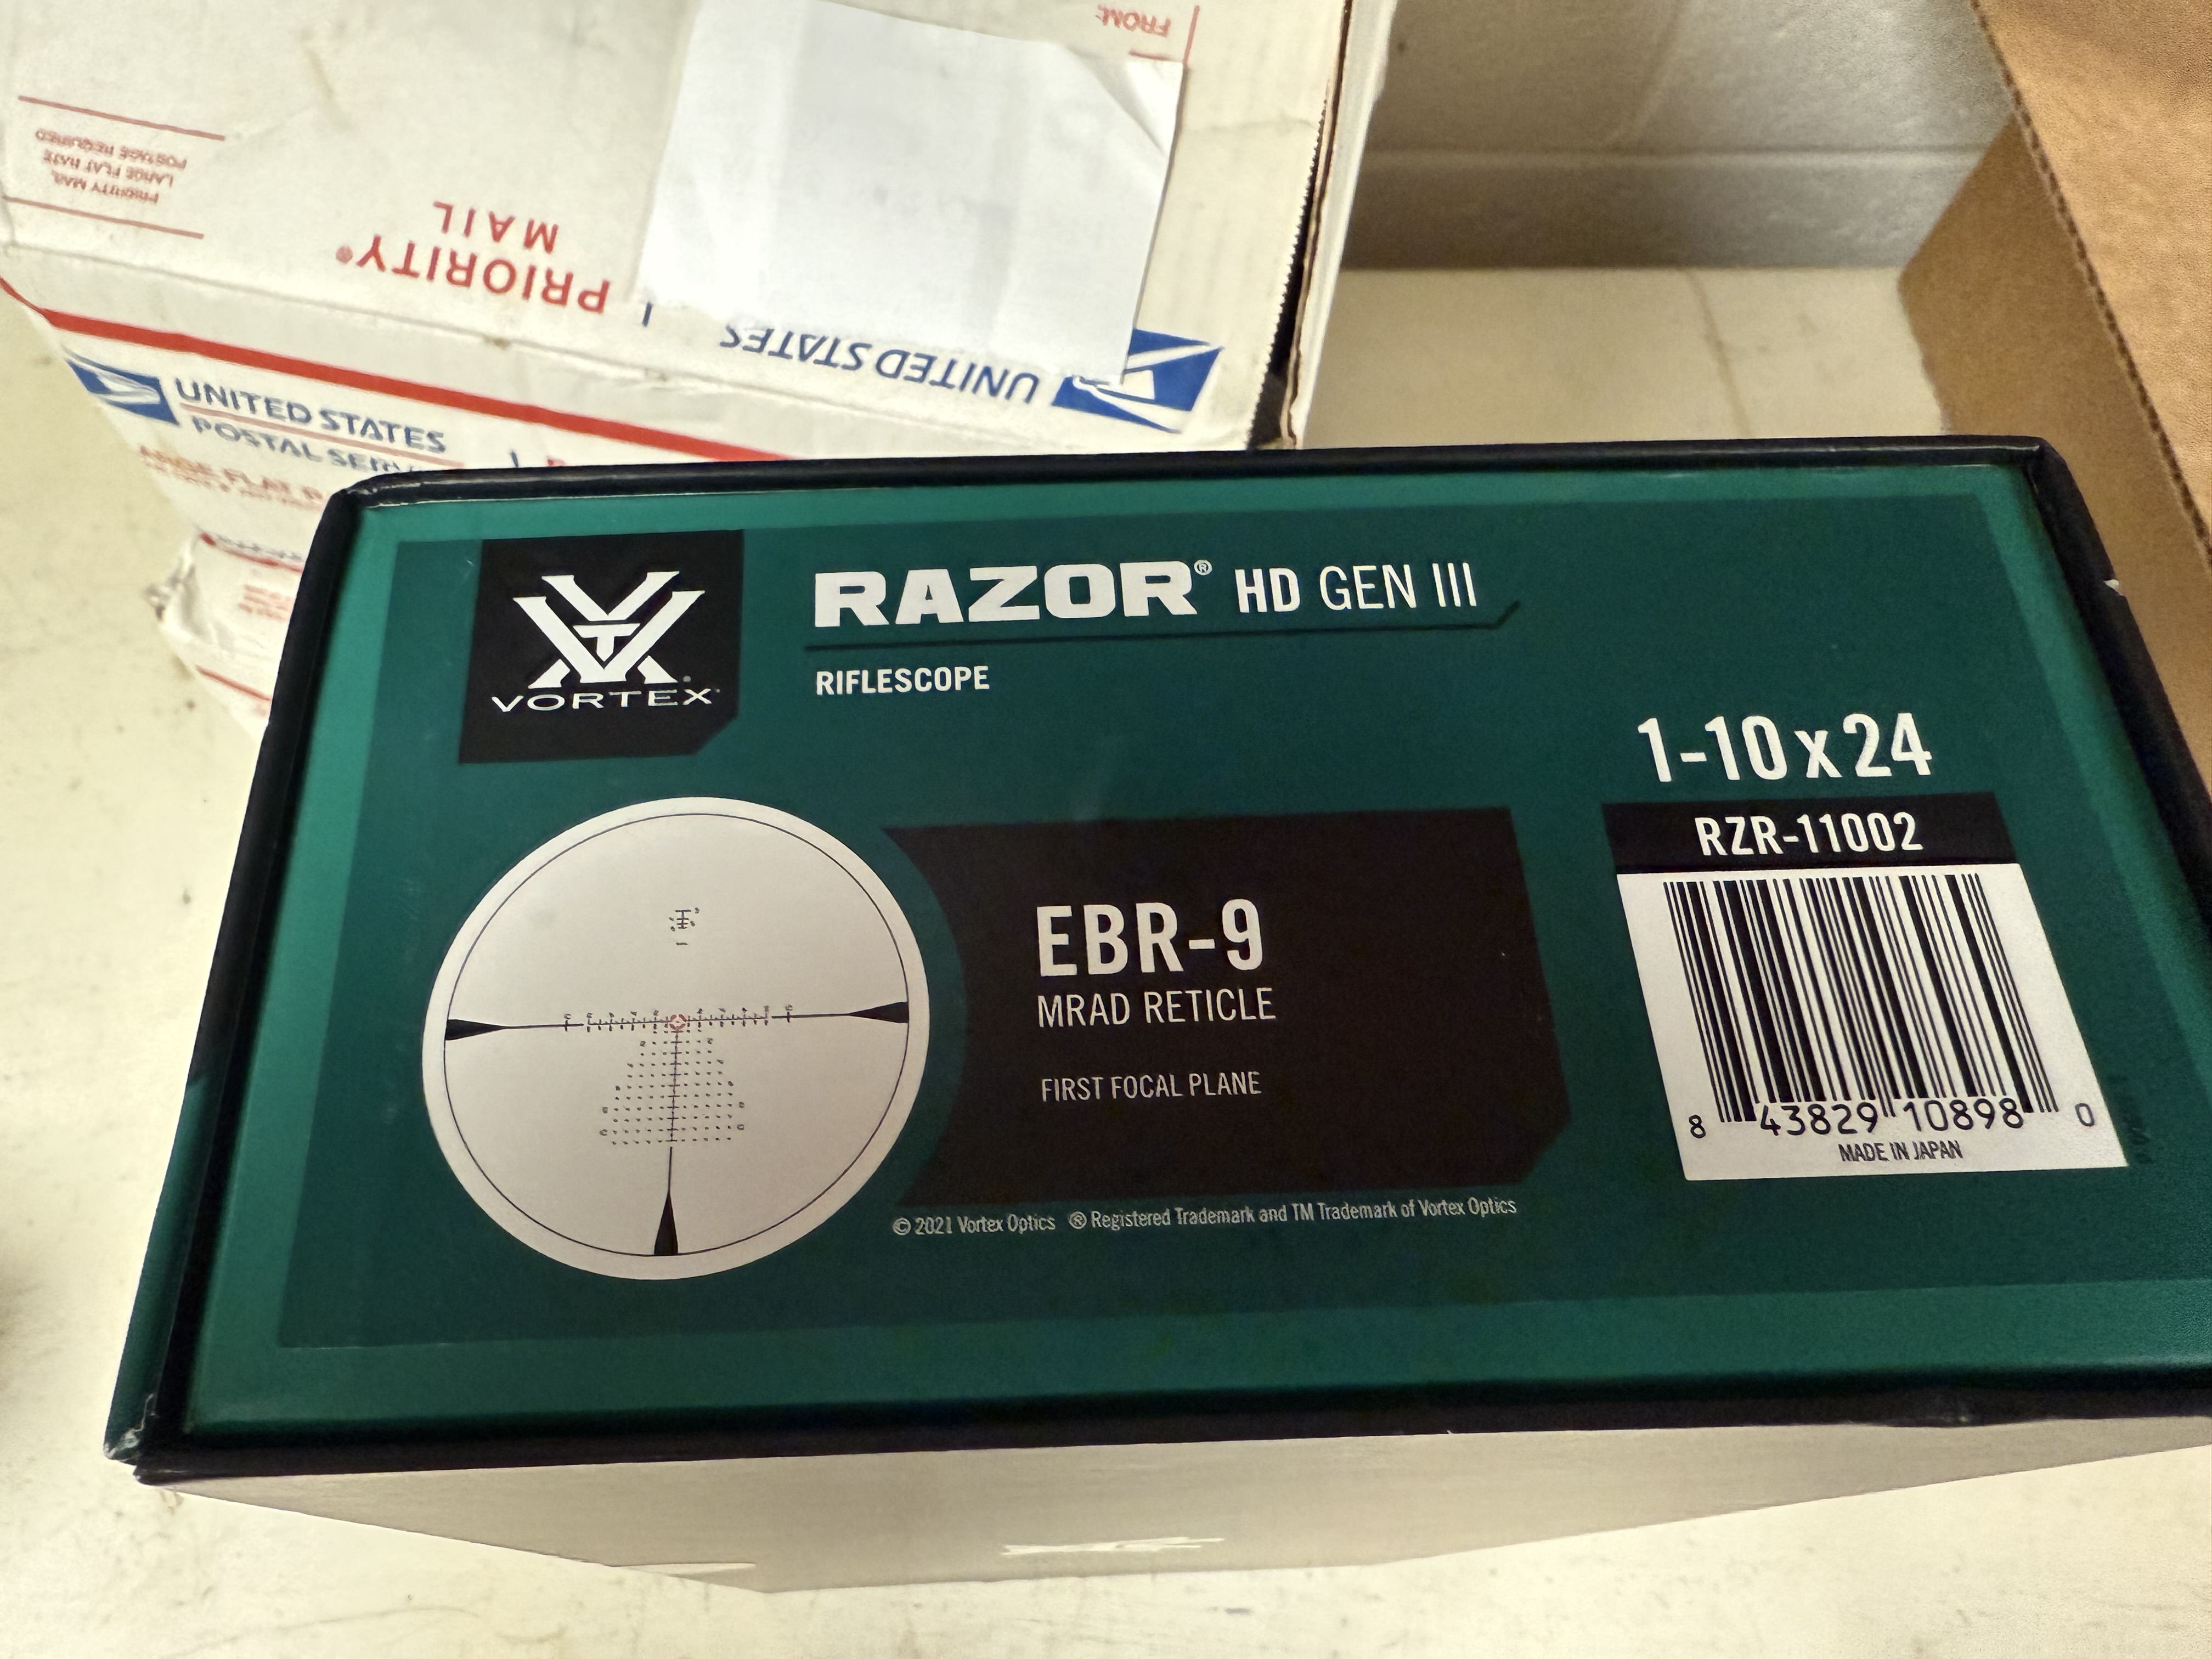 FROM:
PRIORITY MAIL
LARGE FLAT RATE
POSTAGE REQUIRED
PRIORITY®
MAIL
UNITED STATES
UNITED STATES
POSTAL SERV
VORTEX
RAZOR® HD GEN III
RIFLESCOPE
1-10x24
RZR-11002
EBR-9
MRAD RETICLE
FIRST FOCAL PLANE
8 43829 10898 0
MADE IN JAPAN
© 2021 Vortex Optics ® Registered Trademark and TM Trademark of Vortex Optics